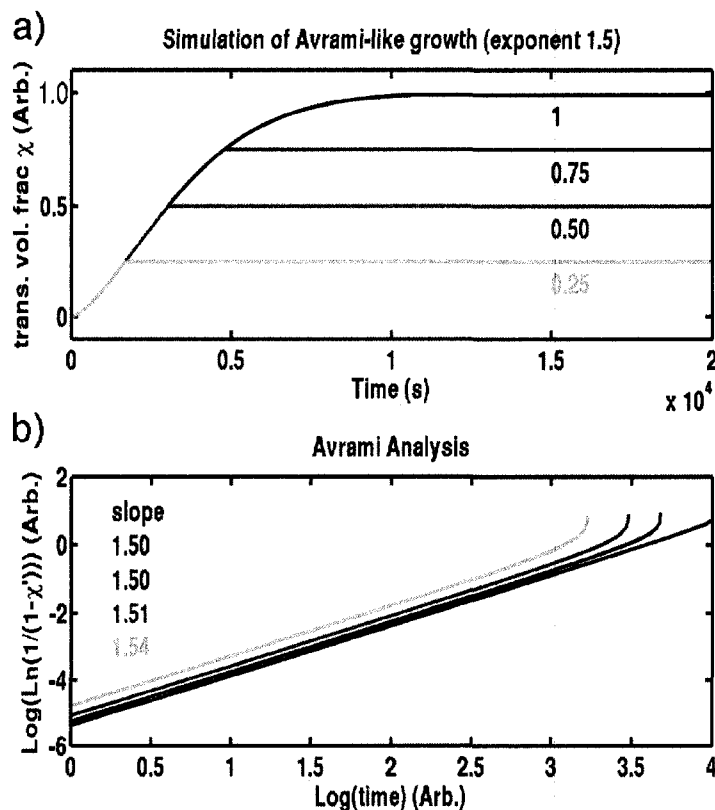 a)
Simulation of Avrami-like growth (exponent 1.5)
trans. vol. frac χ (Arb.)
1.0
0.5
0
1
0.75
0.50
0.25
0 0.5 1 1.5 2
Time (s)
x 10⁴
b)
Avrami Analysis
Log(Ln(1/(1-χ'))) (Arb.)
2
0
-2
-4
-6
slope
1.50
1.50
1.51
1.54
0 0.5 1 1.5 2 2.5 3 3.5 4
Log(time) (Arb.)